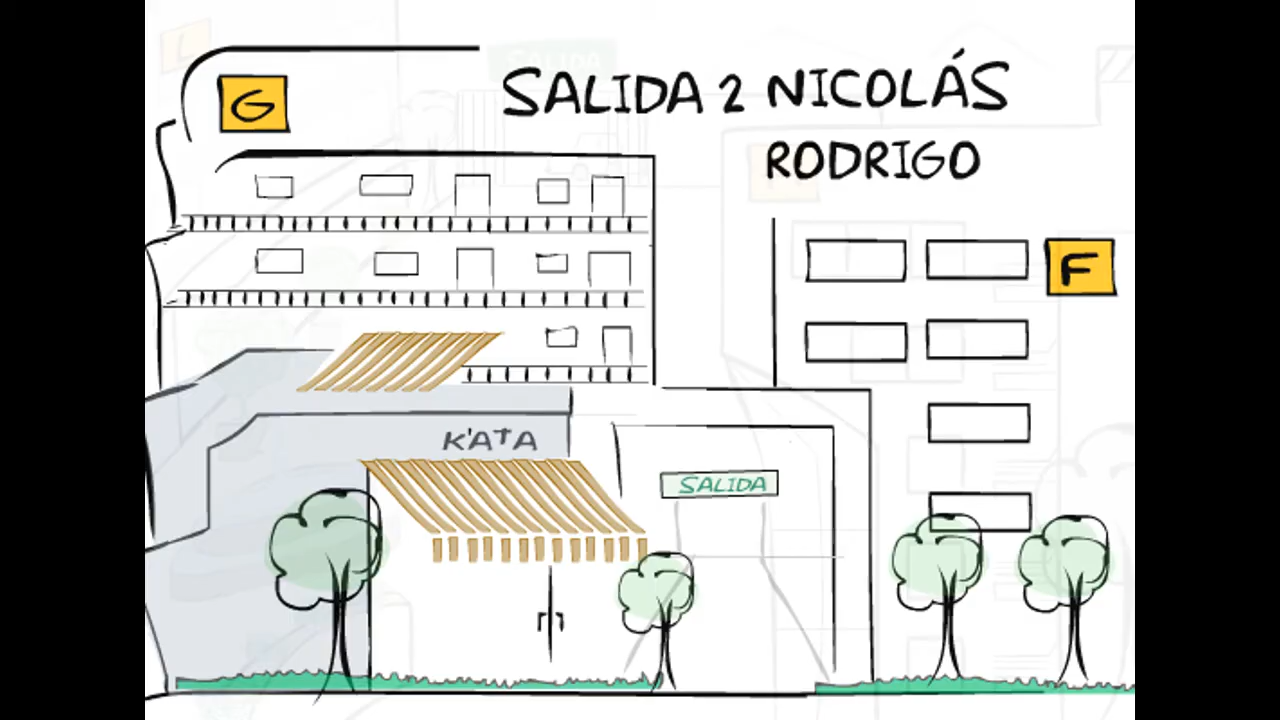 G
SALIDA 2 NICOLÁS
RODRIGO
F
K'ATA
SALIDA